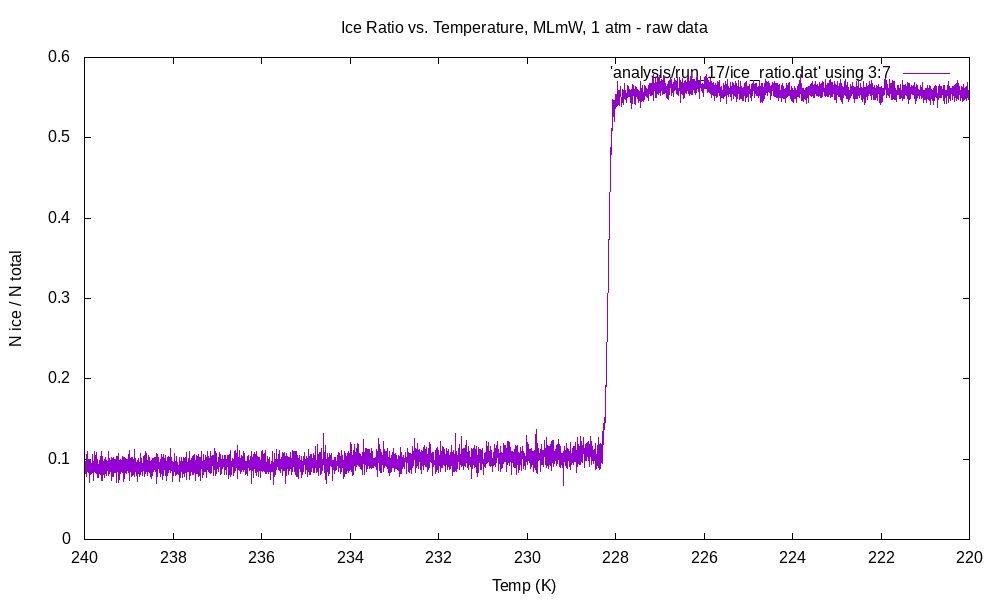 Ice Ratio vs. Temperature, MLmW, 1 atm - raw data
'analysis/run_17/ice_ratio.dat' using 3:7
0.6
0.5
0.4
0.3
0.2
0.1
0
N ice / N total
240 238 236 234 232 230 228 226 224 222 220
Temp (K)